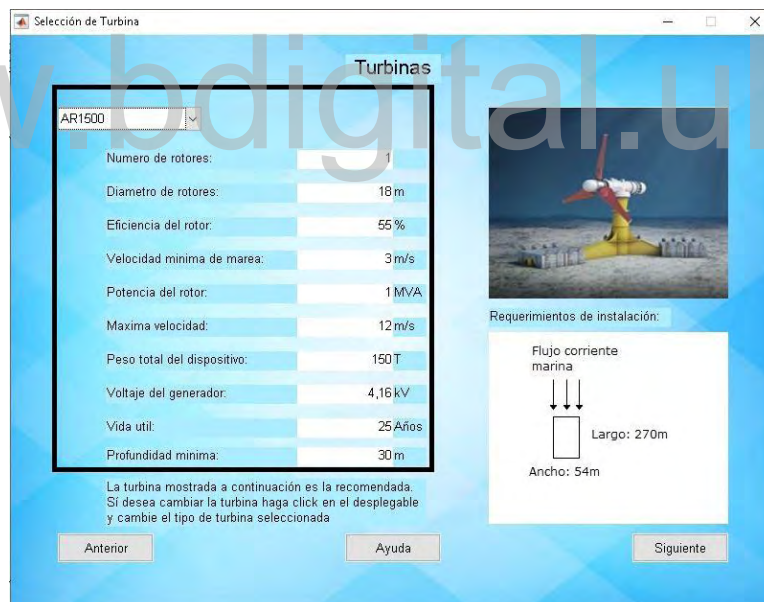 Selección de Turbina
w.bdigital.ul
Turbinas
AR1500
Numero de rotores: 1
Diametro de rotores: 18 m
Eficiencia del rotor: 55 %
Velocidad minima de marea: 3 m/s
Potencia del rotor: 1 MVA
Maxima velocidad: 12 m/s
Peso total del dispositivo: 150 T
Voltaje del generador: 4,16 kV
Vida util: 25 Años
Profundidad minima: 30 m
La turbina mostrada a continuación es la recomendada.
Sí desea cambiar la turbina haga click en el desplegable
y cambie el tipo de turbina seleccionada
Requerimientos de instalación:
Flujo corriente
marina
Largo: 270m
Ancho: 54m
Anterior
Ayuda
Siguiente